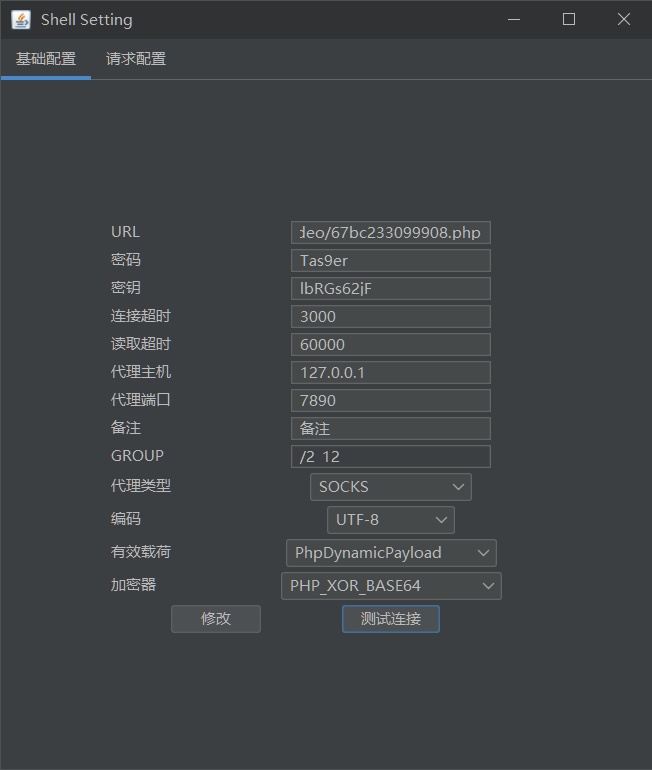 Shell Setting
基础配置 请求配置
URL deo/67bc233099908.php
密码 Tas9er
密钥 lbRGs62jF
连接超时 3000
读取超时 60000
代理主机 127.0.0.1
代理端口 7890
备注 备注
GROUP /2 12
代理类型 SOCKS
编码 UTF-8
有效载荷 PhpDynamicPayload
加密器 PHP_XOR_BASE64
修改 测试连接